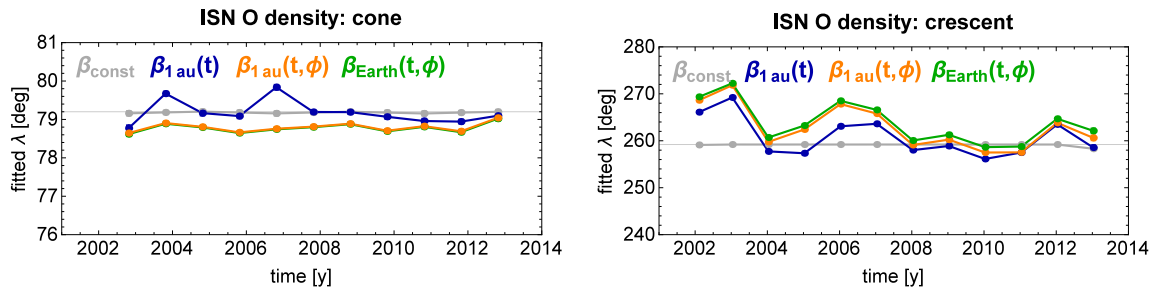 ISN O density: cone
81
80
79
78
77
76
fitted λ [deg]
βconst β1 au(t) β1 au(t,ϕ) βEarth(t,ϕ)
2002 2004 2006 2008 2010 2012 2014
time [y]
ISN O density: crescent
280
270
260
250
240
fitted λ [deg]
βconst β1 au(t) β1 au(t,ϕ) βEarth(t,ϕ)
2002 2004 2006 2008 2010 2012 2014
time [y]